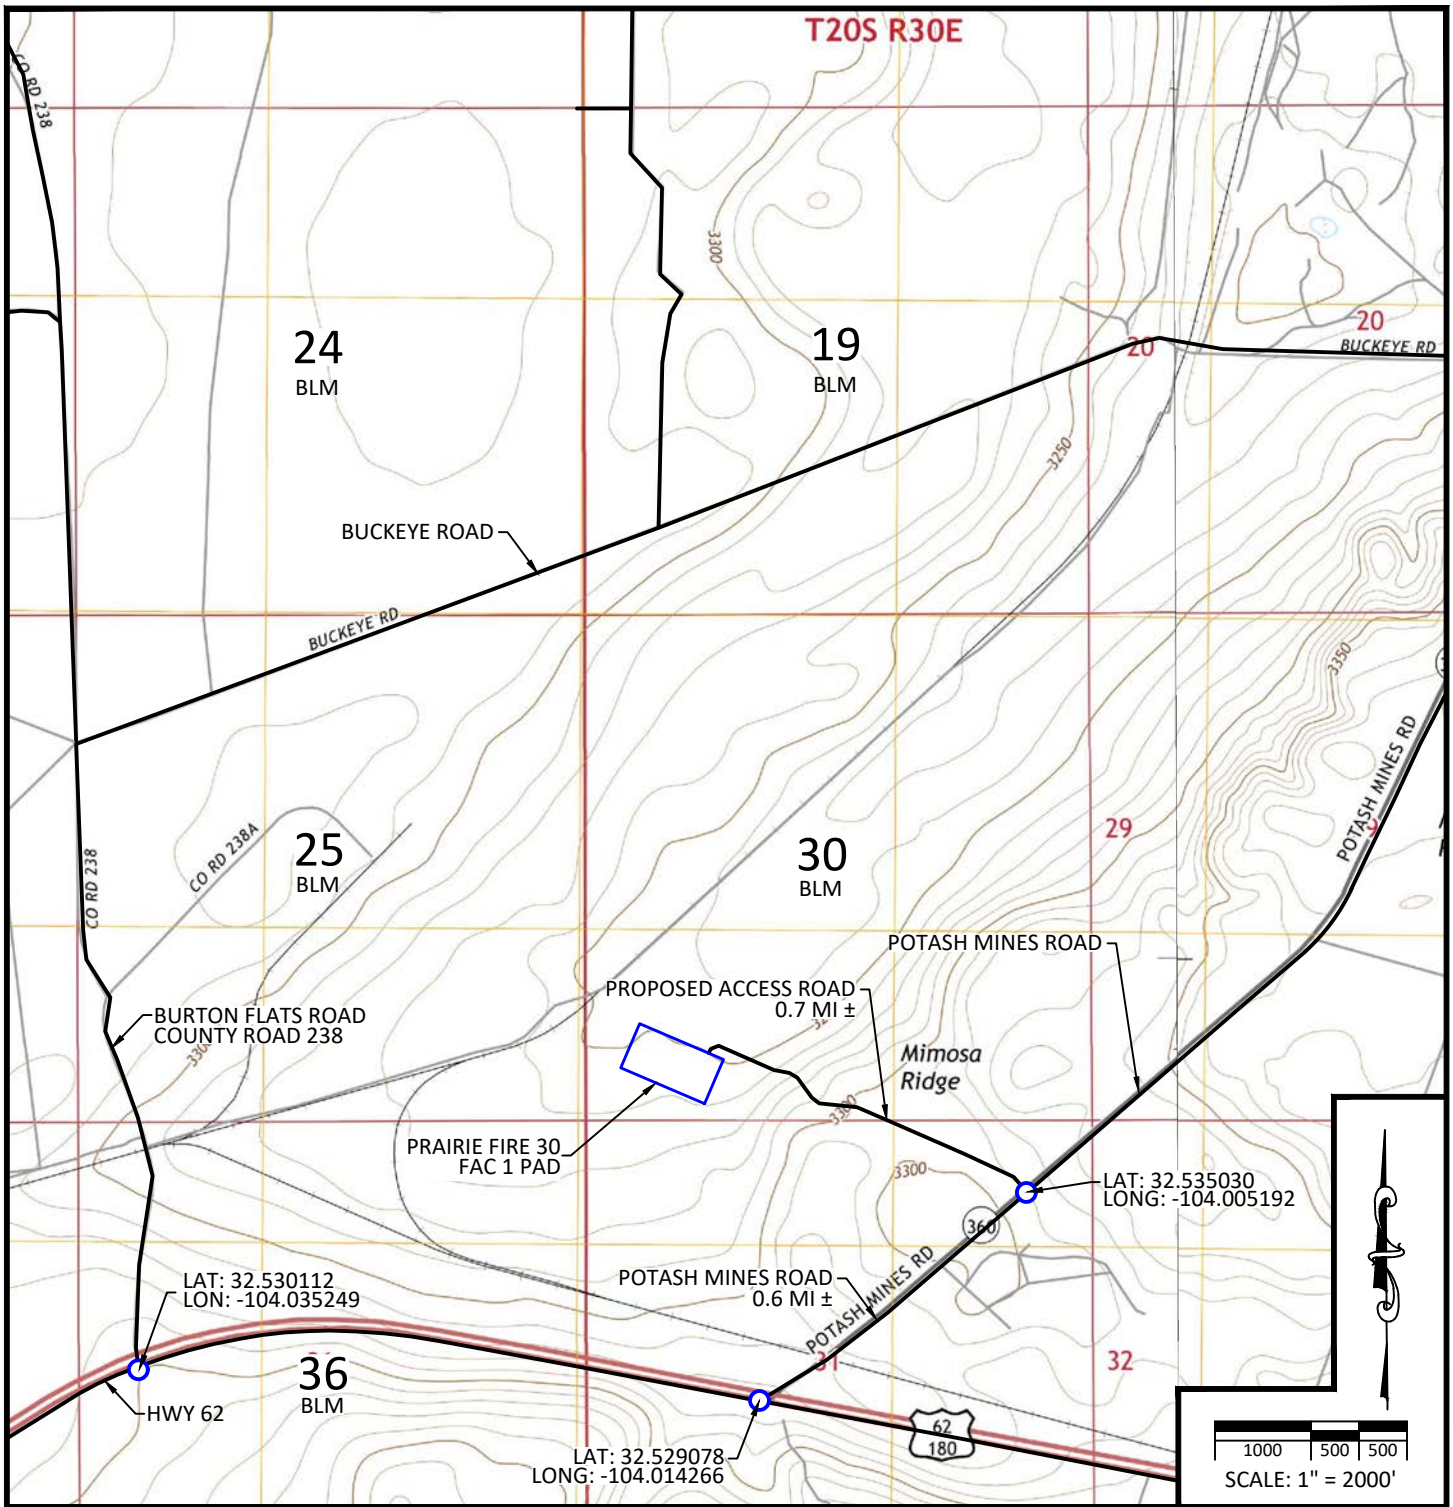 T20S R30E
CO RD 238
3300
24
BLM
19
BLM
20
20
BUCKEYE RD
3250
BUCKEYE ROAD
BUCKEYE RD
3350
POTASH MINES RD
25
BLM
CO RD 238A
CO RD 238
30
BLM
29
9
POTASH MINES ROAD
PROPOSED ACCESS ROAD
0.7 MI ±
BURTON FLATS ROAD
COUNTY ROAD 238
Mimosa
Ridge
3300
PRAIRIE FIRE 30
FAC 1 PAD
3300
LAT: 32.535030
LONG: -104.005192
360
POTASH MINES ROAD
0.6 MI ±
POTASH MINES RD
LAT: 32.530112
LON: -104.035249
31
32
36
BLM
HWY 62
62
180
LAT: 32.529078
LONG: -104.014266
1000 500 500
SCALE: 1" = 2000'